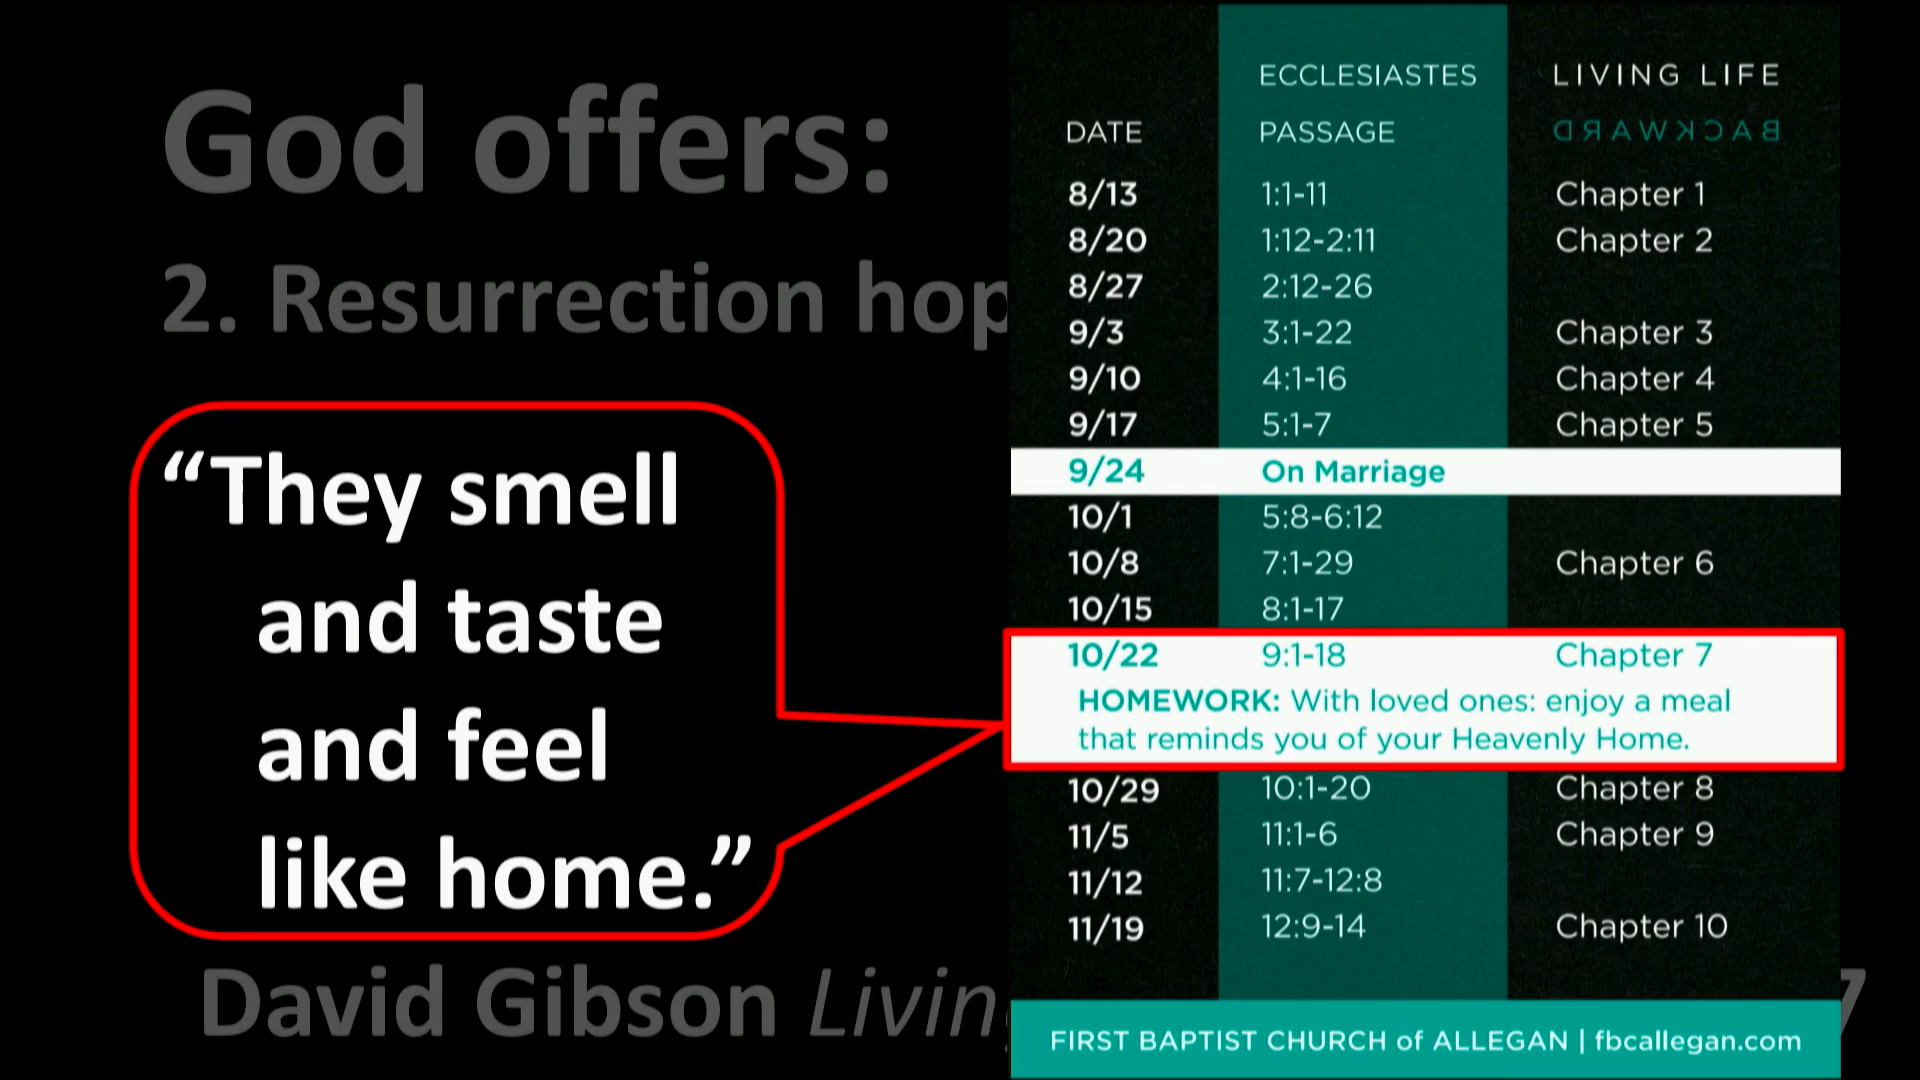 God offers:
2. Resurrection hop
“They smell
and taste
and feel
like home.”
David Gibson Livin
7
ECCLESIASTES LIVING LIFE
DATE PASSAGE BACKWARD
8/13 1:1-11 Chapter 1
8/20 1:12-2:11 Chapter 2
8/27 2:12-26
9/3 3:1-22 Chapter 3
9/10 4:1-16 Chapter 4
9/17 5:1-7 Chapter 5
9/24 On Marriage
10/1 5:8-6:12
10/8 7:1-29 Chapter 6
10/15 8:1-17
10/22 9:1-18 Chapter 7
HOMEWORK: With loved ones: enjoy a meal
that reminds you of your Heavenly Home.
10/29 10:1-20 Chapter 8
11/5 11:1-6 Chapter 9
11/12 11:7-12:8
11/19 12:9-14 Chapter 10
FIRST BAPTIST CHURCH of ALLEGAN | fbcallegan.com